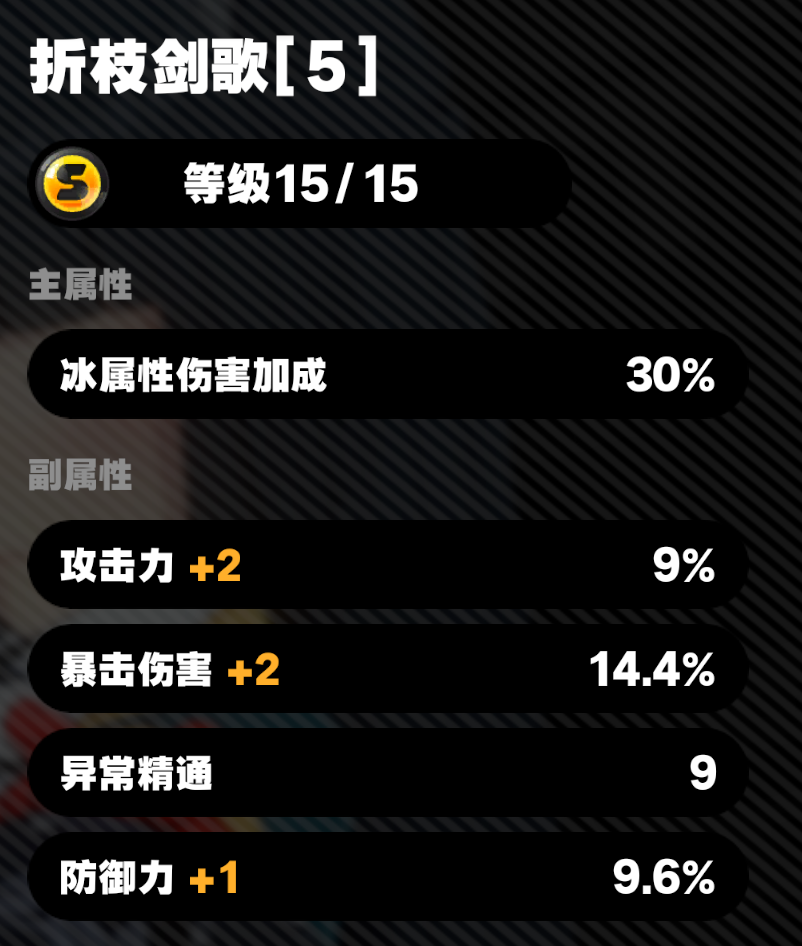 折枝剑歌[5]
S 等级15/15
主属性
冰属性伤害加成 30%
副属性
攻击力 +2 9%
暴击伤害 +2 14.4%
异常精通 9
防御力 +1 9.6%